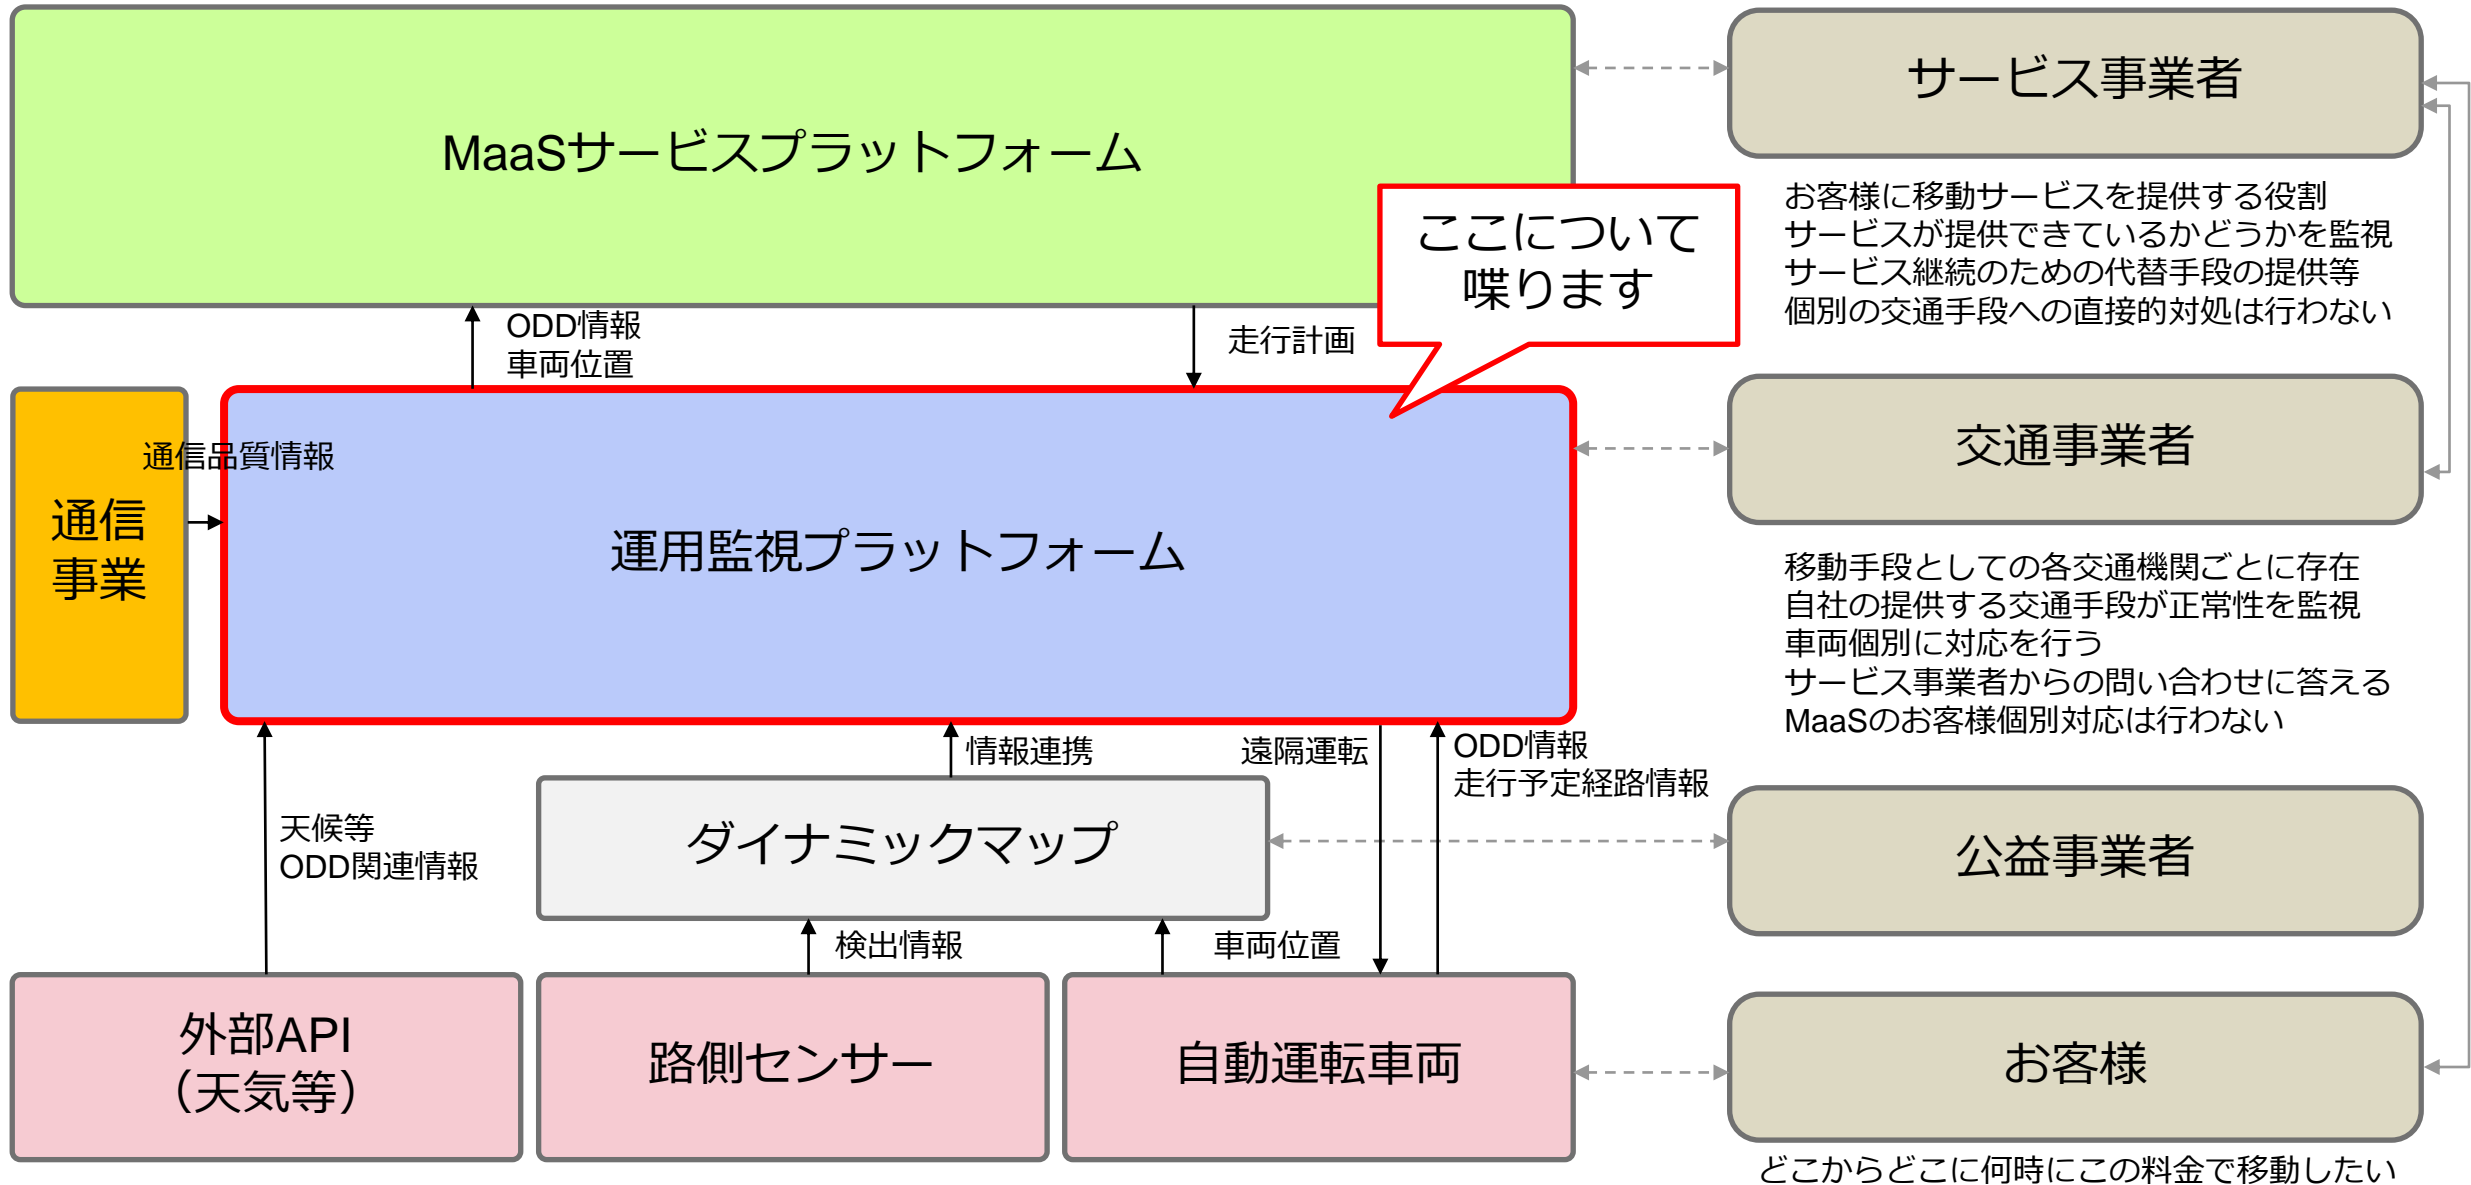 MaaSサービスプラットフォーム
サービス事業者
お客様に移動サービスを提供する役割
サービスが提供できているかどうかを監視
サービス継続のための代替手段の提供等
個別の交通手段への直接的対処は行わない
ここについて
喋ります
ODD情報
車両位置
走行計画
通信
事業
通信品質情報
運用監視プラットフォーム
交通事業者
移動手段としての各交通機関ごとに存在
自社の提供する交通手段が正常性を監視
車両個別に対応を行う
サービス事業者からの問い合わせに答える
MaaSのお客様個別対応は行わない
天候等
ODD関連情報
情報連携
遠隔運転
ODD情報
走行予定経路情報
ダイナミックマップ
公益事業者
検出情報
車両位置
外部API
（天気等）
路側センサー
自動運転車両
お客様
どこからどこに何時にこの料金で移動したい